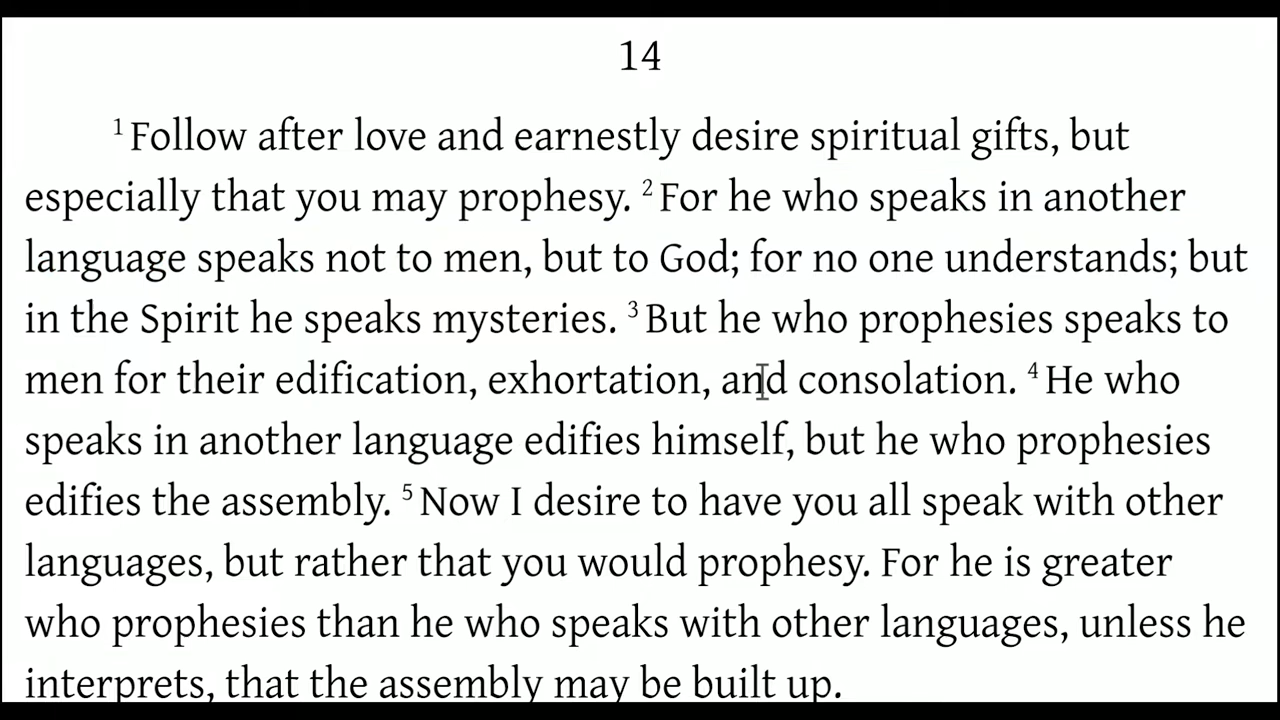 14
1 Follow after love and earnestly desire spiritual gifts, but
especially that you may prophesy. 2 For he who speaks in another
language speaks not to men, but to God; for no one understands; but
in the Spirit he speaks mysteries. 3 But he who prophesies speaks to
men for their edification, exhortation, and consolation. 4 He who
speaks in another language edifies himself, but he who prophesies
edifies the assembly. 5 Now I desire to have you all speak with other
languages, but rather that you would prophesy. For he is greater
who prophesies than he who speaks with other languages, unless he
interprets, that the assembly may be built up.